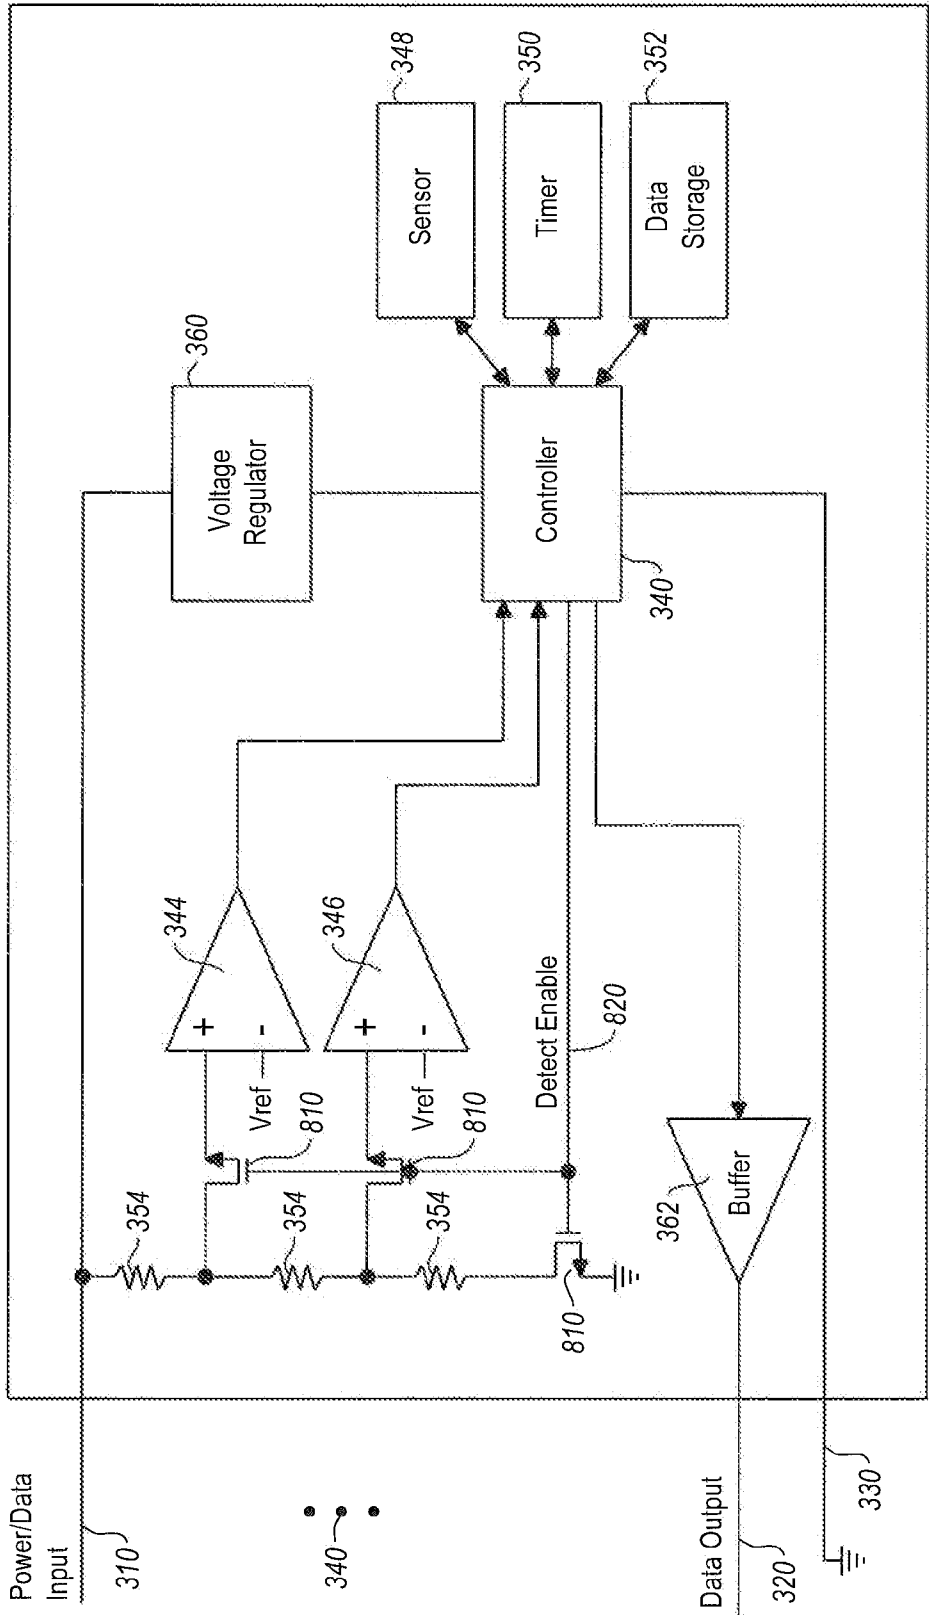 Power/Data
Input
310
340
Data Output
320
330
354
354
354
810
810
810
Vref
Vref
+
-
+
-
344
346
Detect Enable
820
362
Buffer
Voltage
Regulator
360
Controller
340
Sensor
348
Timer
350
Data
Storage
352